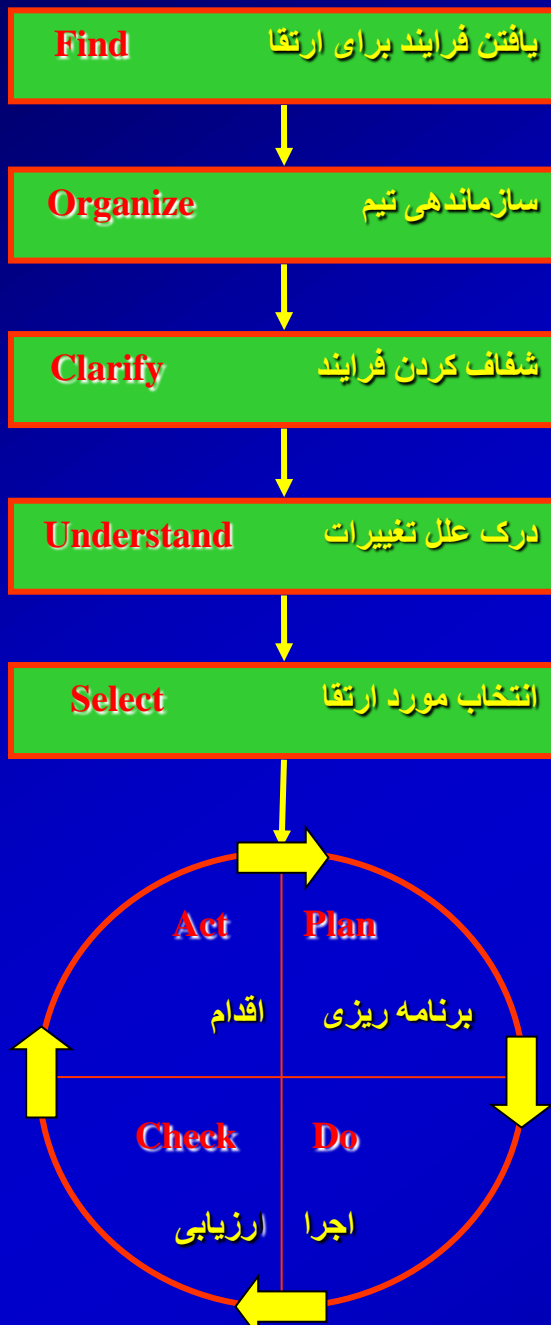 Find یافتن فرایند برای ارتقا
Organize سازماندهی تیم
Clarify شفاف کردن فرایند
Understand درک علل تغییرات
Select انتخاب مورد ارتقا
Act Plan
اقدام برنامه ریزی
Check Do
ارزیابی اجرا